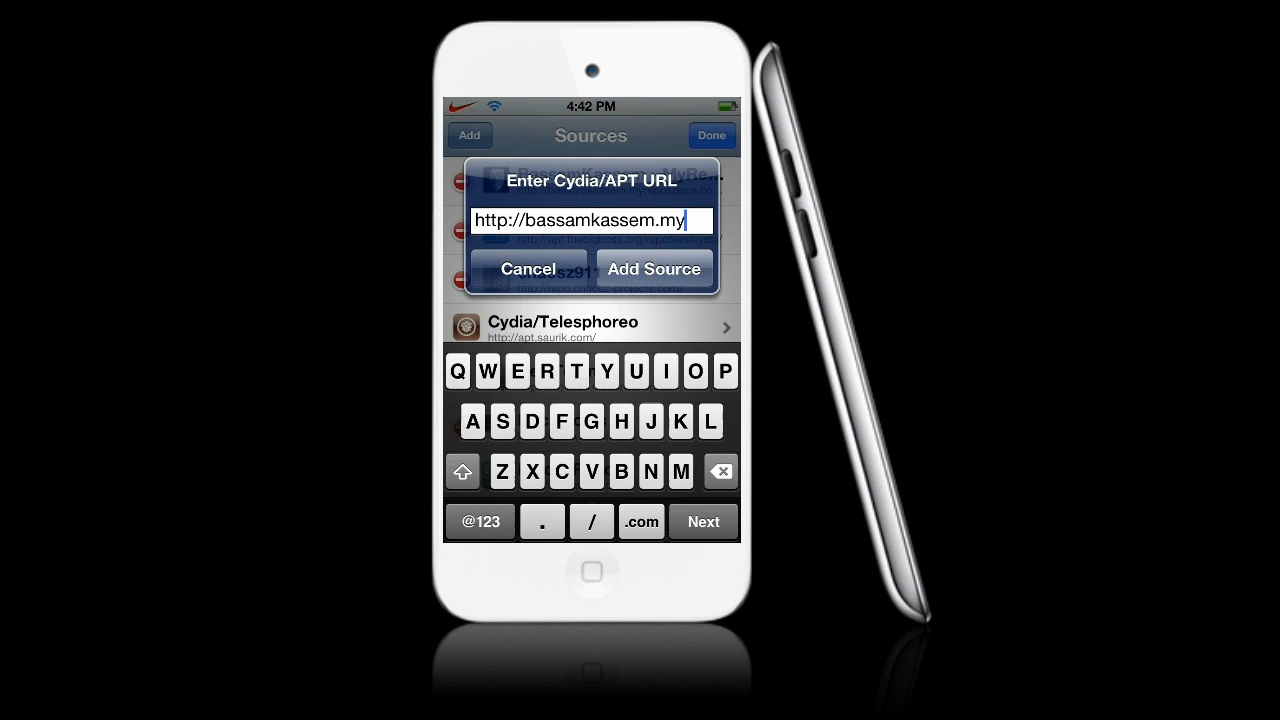 4:42 PM
Add
Sources
Done
Enter Cydia/APT URL
http://bassamkassem.my
Cancel
Add Source
Cydia/Telesphoreo
http://apt.saurik.com/
Q W E R T Y U I O P
A S D F G H J K L
Z X C V B N M
@123 . / .com Next